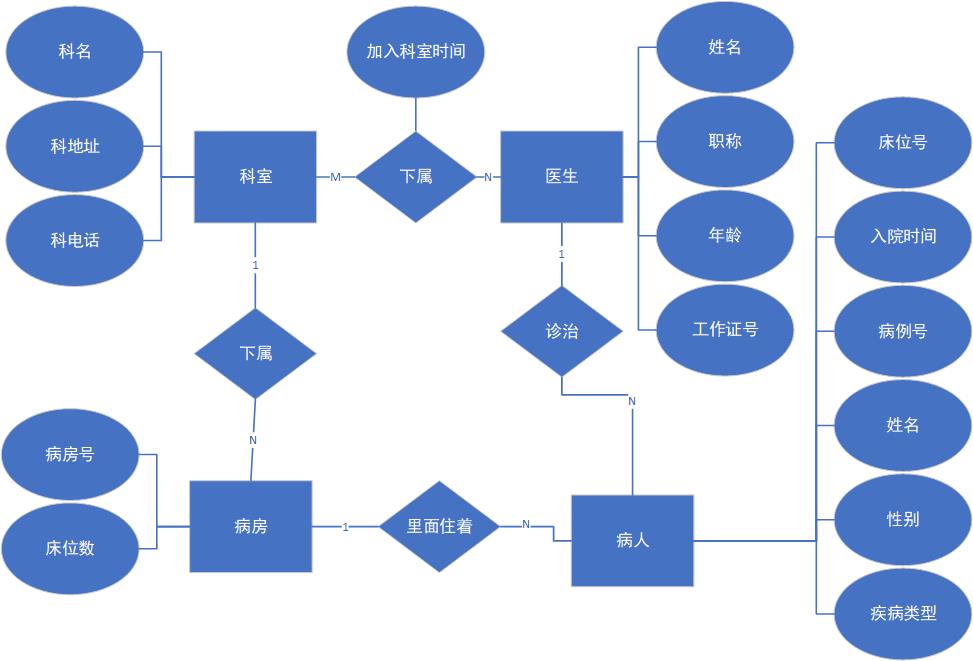 科名
加入科室时间
姓名
科地址
职称
床位号
科室
M
下属
N
医生
科电话
年龄
入院时间
1
1
诊治
工作证号
病例号
下属
N
N
姓名
病房号
病房
1
里面住着
N
病人
性别
床位数
疾病类型